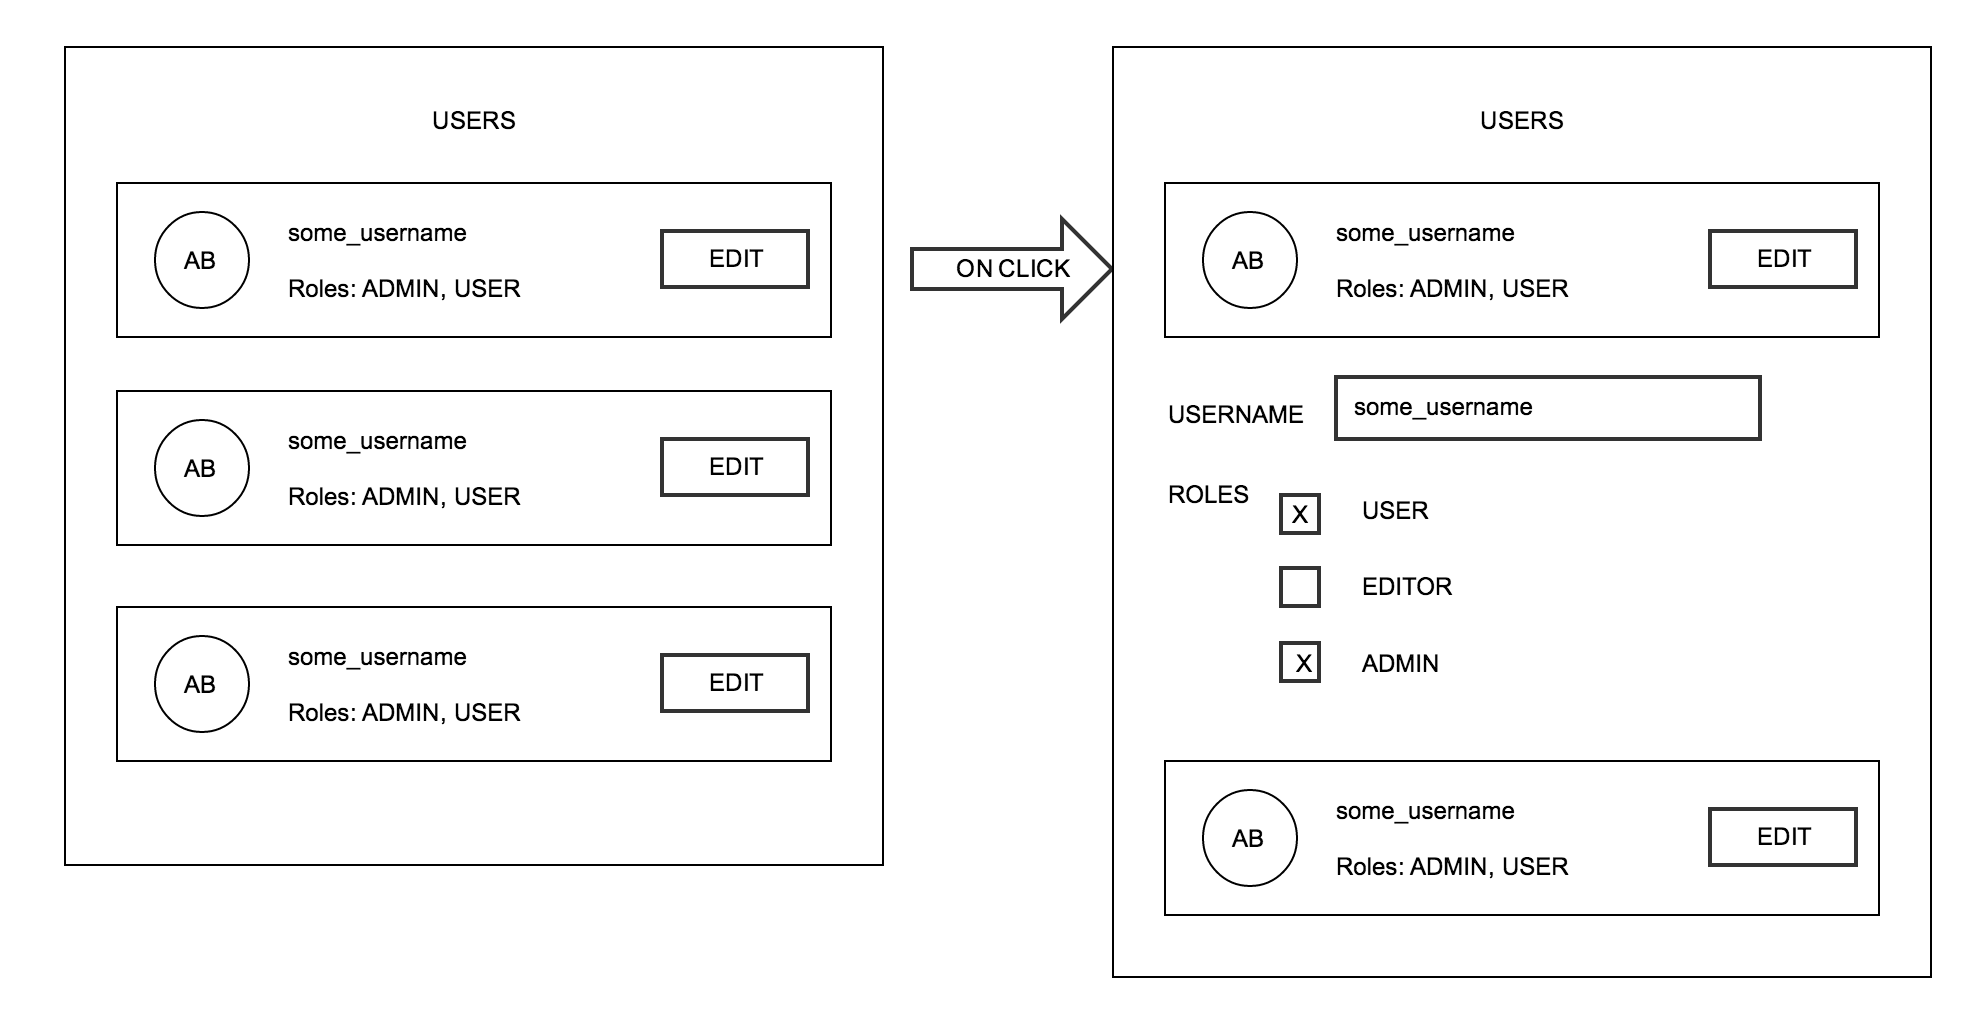 USERS
AB
some_username
Roles: ADMIN, USER
EDIT
AB
some_username
Roles: ADMIN, USER
EDIT
AB
some_username
Roles: ADMIN, USER
EDIT
ON CLICK
USERS
AB
some_username
Roles: ADMIN, USER
EDIT
USERNAME
some_username
ROLES
X
USER
EDITOR
X
ADMIN
AB
some_username
Roles: ADMIN, USER
EDIT